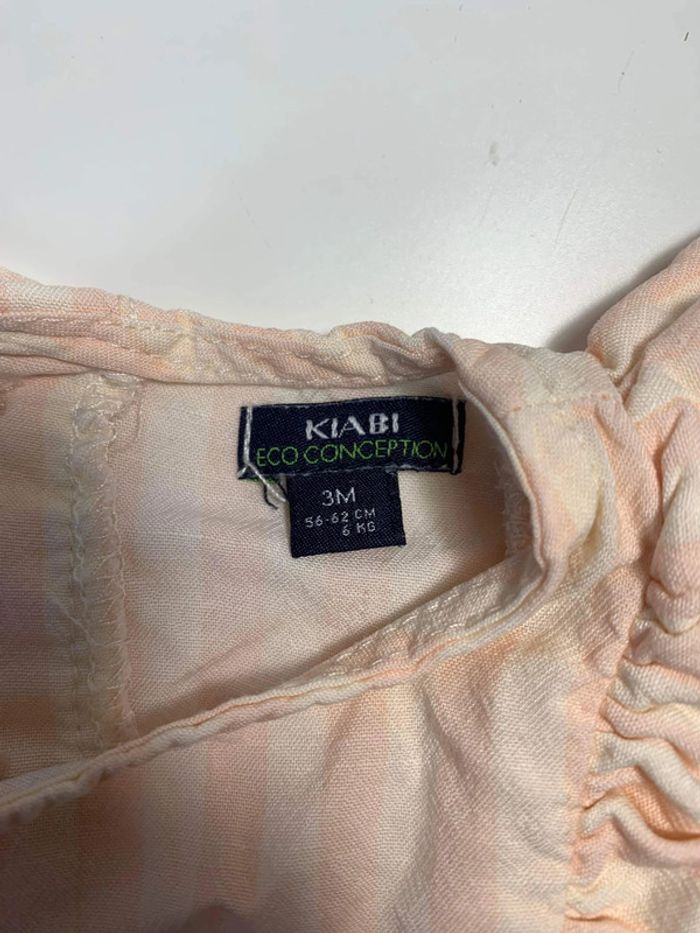 KIABI
ECO CONCEPTION
3M
56-62 CM
6 KG